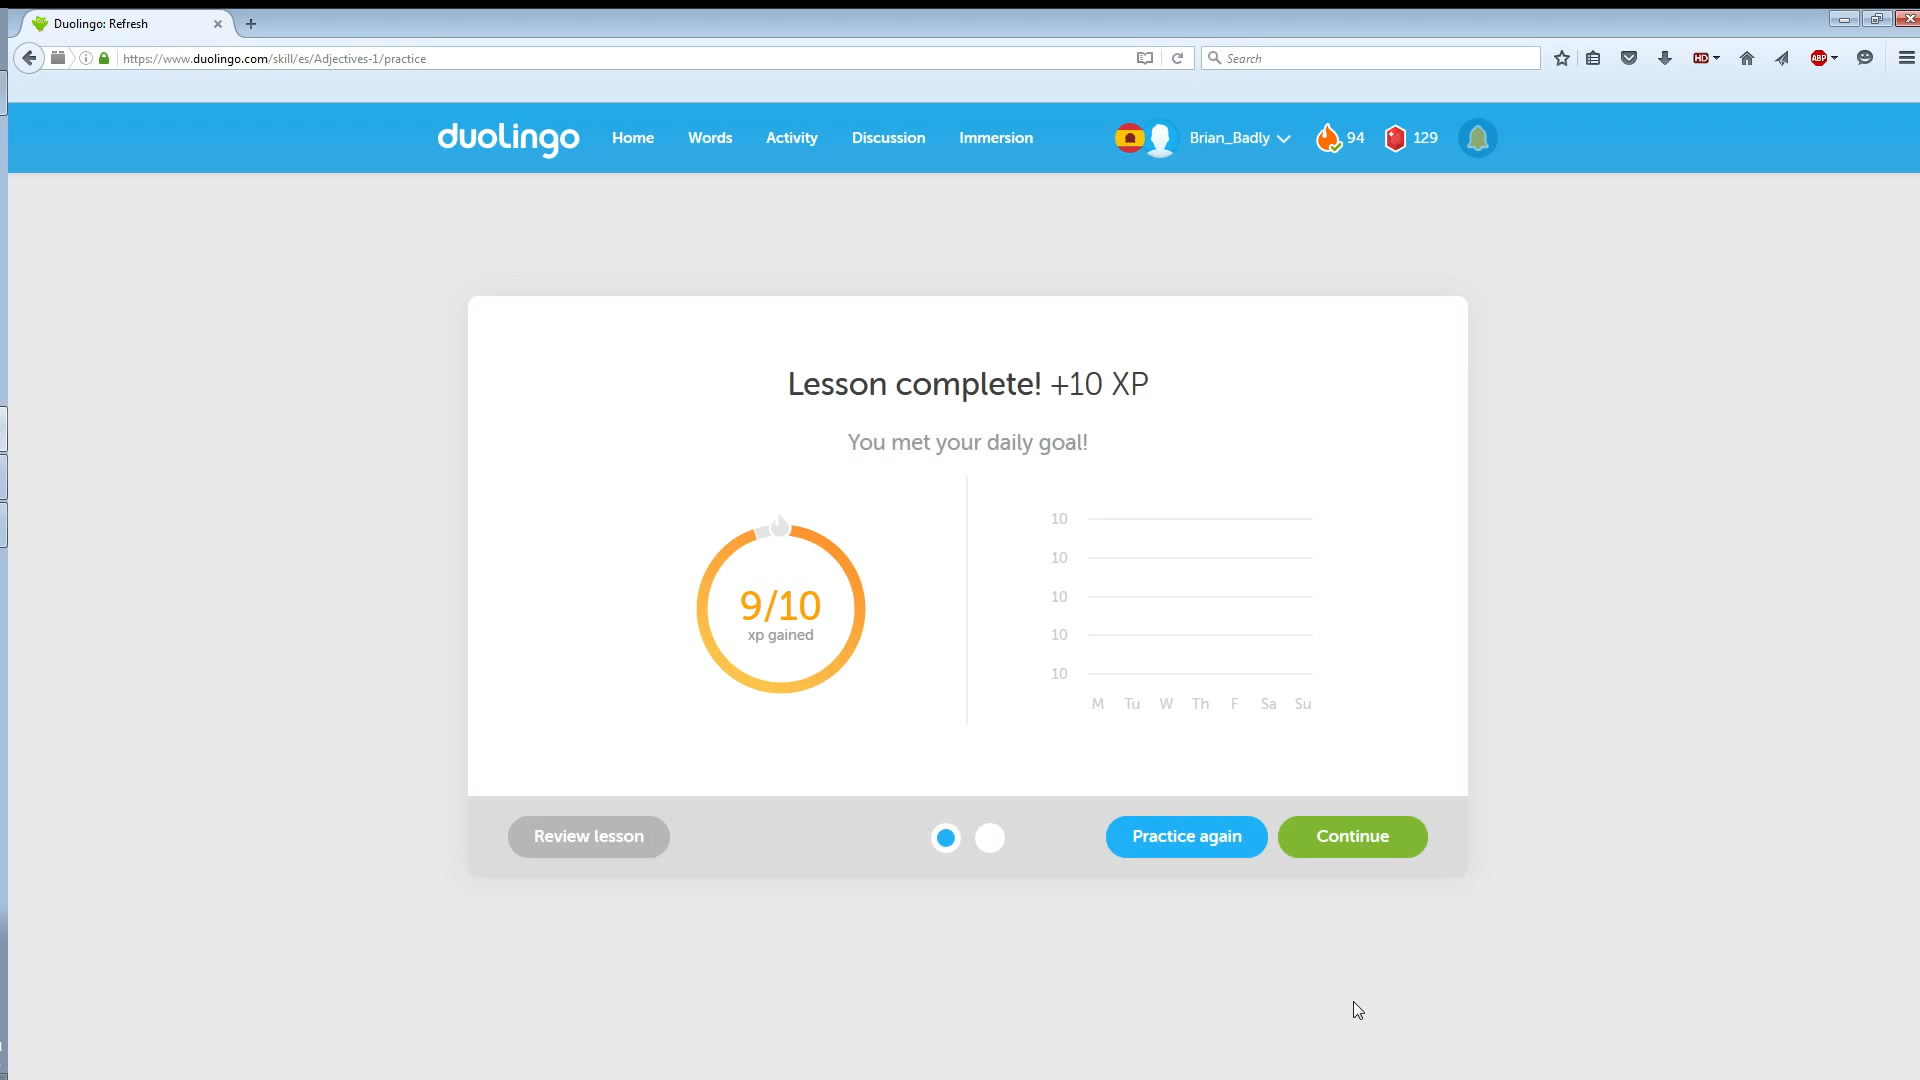 Duolingo: Refresh
https://www.duolingo.com/skill/es/Adjectives-1/practice
Search
HD
ABP
duolingo
Home
Words
Activity
Discussion
Immersion
Brian_Badly
94
129
Lesson complete! +10 XP
You met your daily goal!
9/10
xp gained
10
10
10
10
10
M Tu W Th F Sa Su
Review lesson
Practice again
Continue